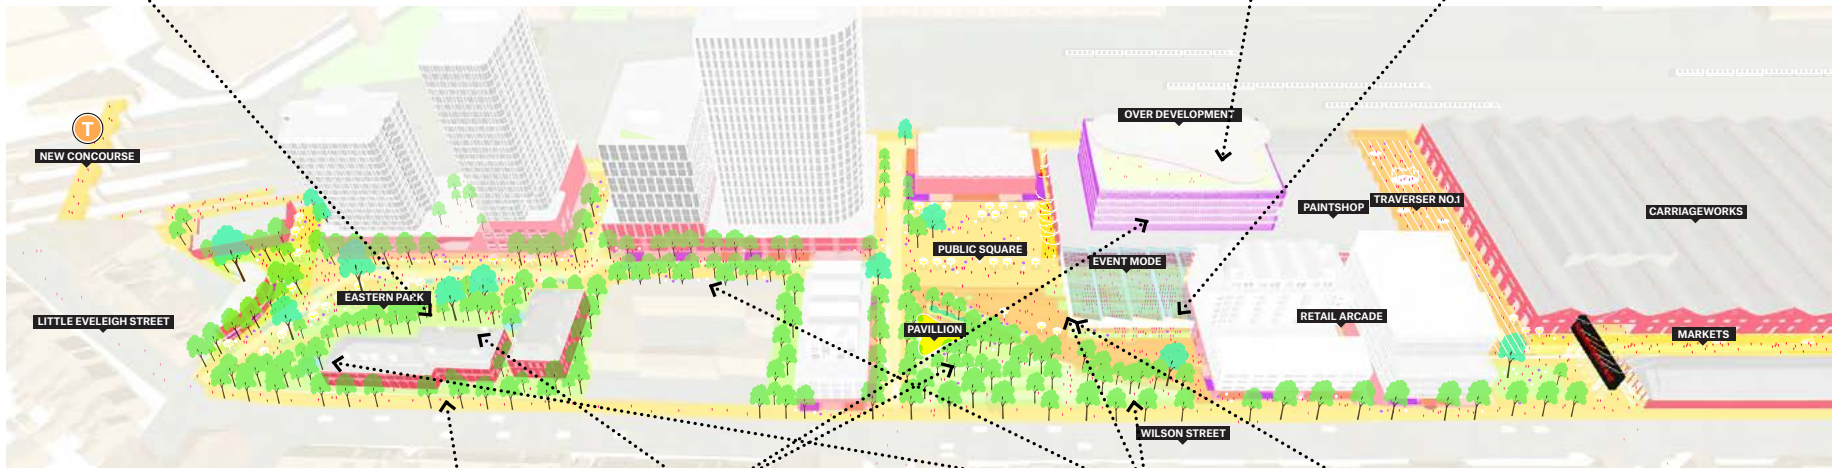 OVER DEVELOPMENT
T
NEW CONCOURSE
TRAVERSER NO.1
PAINTSHOP
CARRIAGEWORKS
PUBLIC SQUARE
EVENT MODE
EASTERN PARK
LITTLE EVELEIGH STREET
RETAIL ARCADE
PAVILLION
MARKETS
WILSON STREET